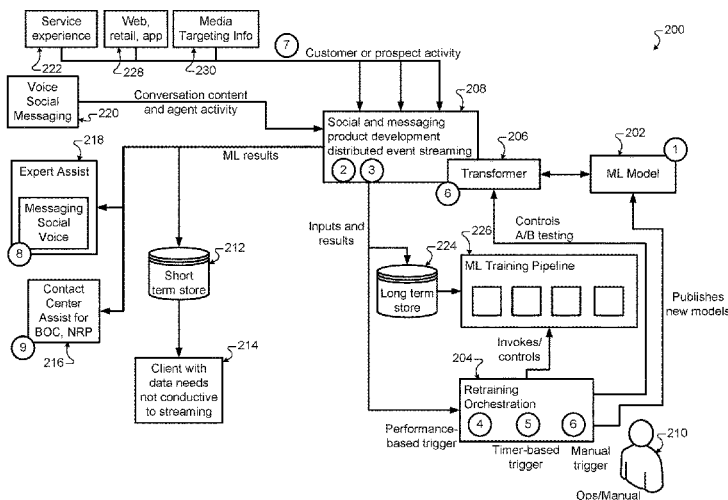 Service
experience
222
Web,
retail, app
228
Media
Targeting Info
230
7
Customer or prospect activity
200
Voice
Social
Messaging
220
Conversation content
and agent activity
208
Social and messaging
product development
distributed event streaming
2
3
206
Transformer
6
202
1
ML Model
218
Expert Assist
Messaging
Social
Voice
8
ML results
Controls
A/B testing
Inputs and
results
212
Short
term store
224
Long term
store
226
ML Training Pipeline
Publishes
new models
Contact
Center
Assist for
BOC, NRP
9
216
214
Client with
data needs
not conductive
to streaming
Invokes/
controls
204
Retraining
Orchestration
4
5
6
Performance-
based trigger
Timer-based
trigger
Manual
trigger
210
Ops/Manual